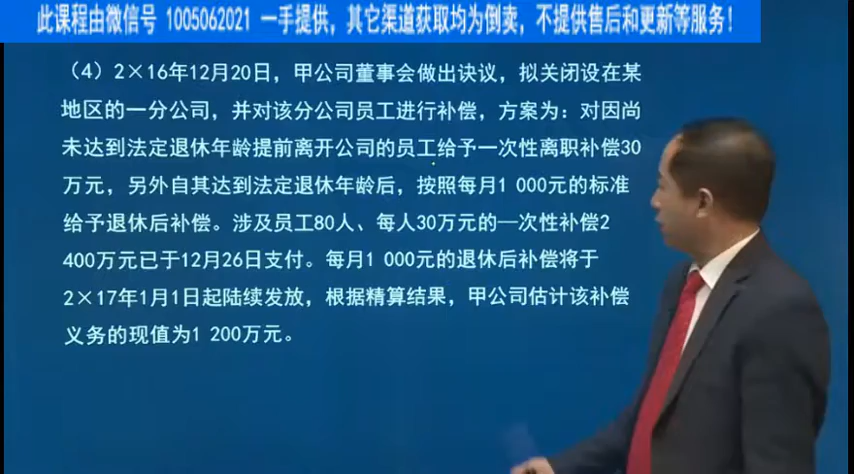 此课程由微信号 1005062021 一手提供，其它渠道获取均为倒卖，不提供售后和更新等服务！
（4）2×16年12月20日，甲公司董事会做出诀议，拟关闭设在某
地区的一分公司，并对该分公司员工进行补偿，方案为：对因尚
未达到法定退休年龄提前离开公司的员工给予一次性离职补偿30
万元，另外自其达到法定退休年龄后，按照每月1 000元的标准
给予退休后补偿。涉及员工80人、每人30万元的一次性补偿2
400万元已于12月26日支付。每月1 000元的退休后补偿将于
2×17年1月1日起陆续发放，根据精算结果，甲公司估计该补偿
义务的现值为1 200万元。